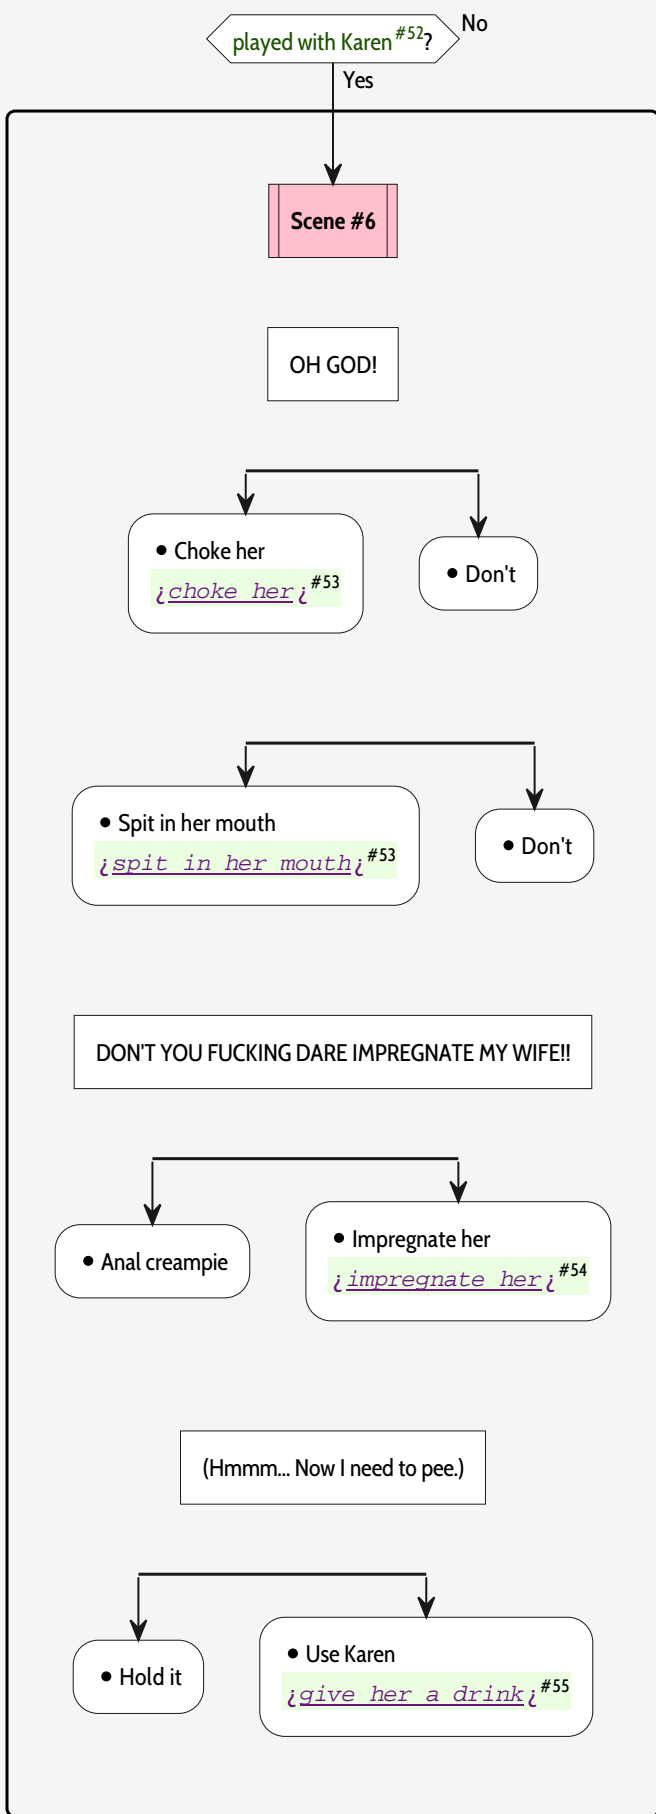 played with Karen #52?
No
Yes
Scene #6
OH GOD!
• Choke her
¿choke her¿ #53
• Don't
• Spit in her mouth
¿spit in her mouth¿ #53
• Don't
DON'T YOU FUCKING DARE IMPREGNATE MY WIFE!!
• Anal creampie
• Impregnate her
¿impregnate her¿ #54
(Hmmm... Now I need to pee.)
• Hold it
• Use Karen
¿give her a drink¿ #55